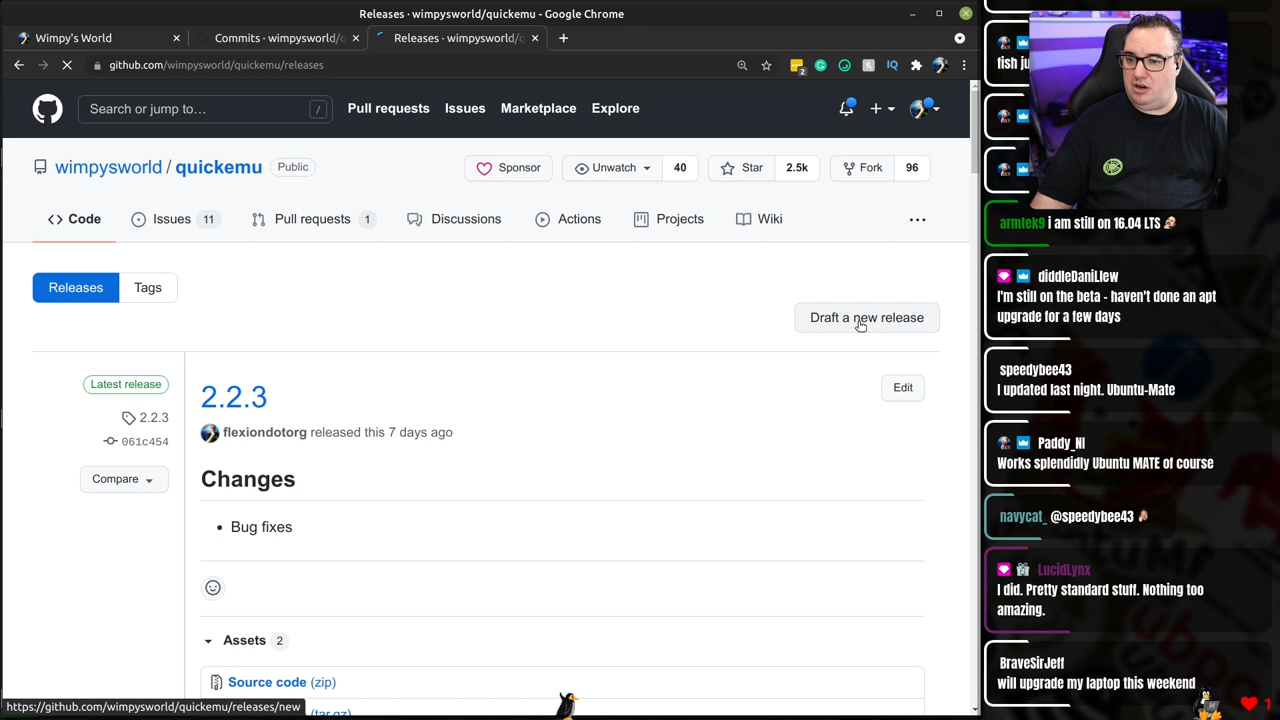 Releases · wimpysworld/quickemu - Google Chrome
Wimpy's World
Commits · wimpysworld/
Releases · wimpysworld/
github.com/wimpysworld/quickemu/releases
2
Search or jump to…
Pull requests
Issues
Marketplace
Explore
wimpysworld / quickemu
Public
Sponsor
Unwatch
40
Star
2.5k
Fork
96
Code
Issues 11
Pull requests 1
Discussions
Actions
Projects
Wiki
Releases
Tags
Draft a new release
Latest release
2.2.3
Edit
2.2.3
061c454
flexiondotorg released this 7 days ago
Compare
Changes
Bug fixes
Assets 2
Source code (zip)
(tar.gz)
https://github.com/wimpysworld/quickemu/releases/new
fish ju
armtek9 i am still on 16.04 LTS
diddleDaniLlew
I'm still on the beta - haven't done an apt
upgrade for a few days
speedybee43
I updated last night. Ubuntu-Mate
Paddy_NI
Works splendidly Ubuntu MATE of course
navycat_ @speedybee43
LucidLynx
I did. Pretty standard stuff. Nothing too
amazing.
BraveSirJeff
will upgrade my laptop this weekend
1